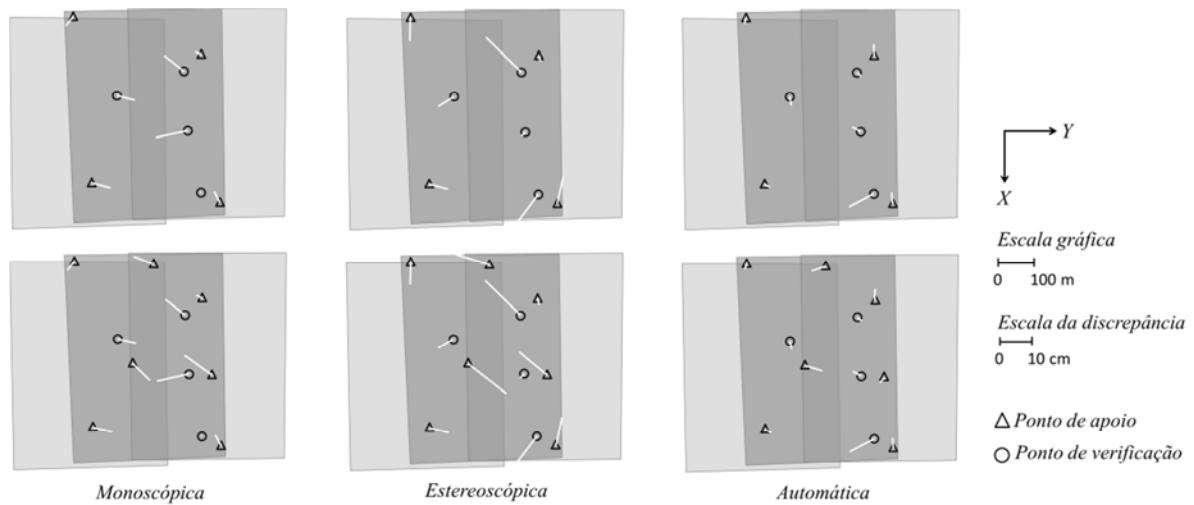 Y
X
Escala gráfica
0 100 m
Escala da discrepância
0 10 cm
Ponto de apoio
Ponto de verificação
Monoscópica
Estereoscópica
Automática